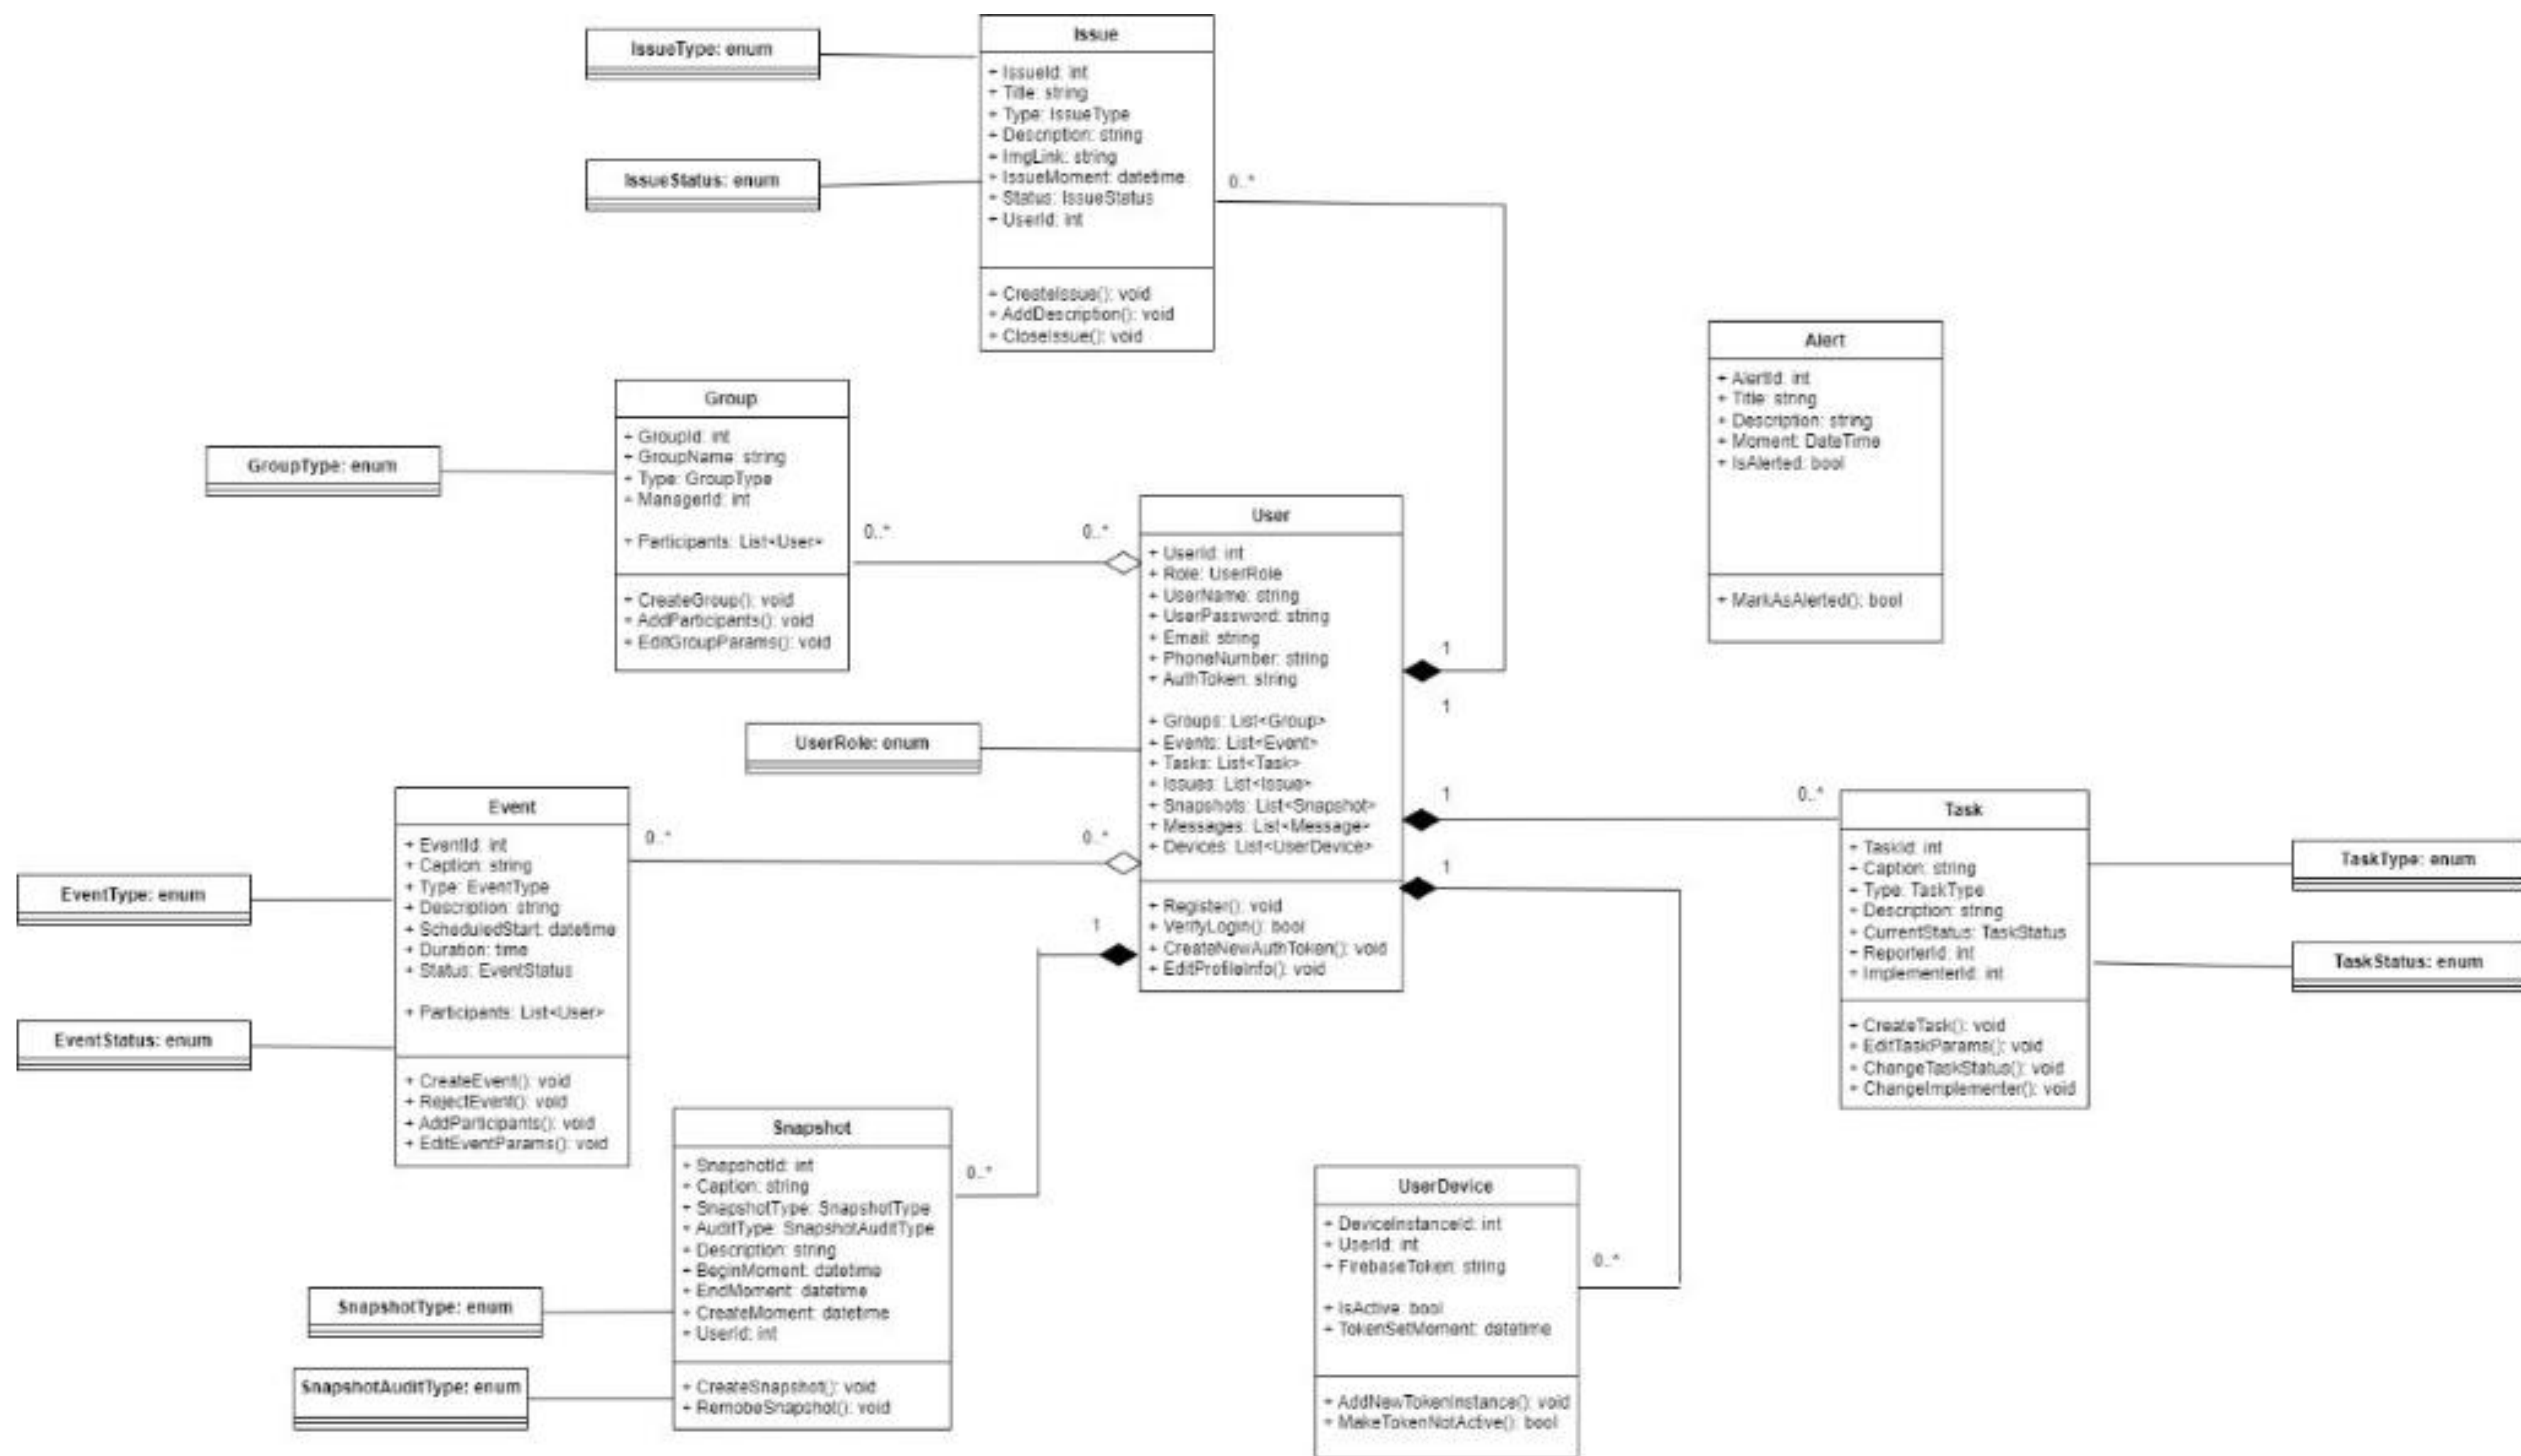 Issue
+ IssueId: int
+ Title: string
+ Type: IssueType
+ Description: string
+ ImgLink: string
+ IssueMoment: datetime
+ Status: IssueStatus
+ UserId: int
+ CreateIssue(): void
+ AddDescription(): void
+ CloseIssue(): void
IssueType: enum
IssueStatus: enum
0..*
Alert
+ AlertId: int
+ Title: string
+ Description: string
+ Moment: DateTime
+ IsAlerted: bool
+ MarkAsAlerted(): bool
Group
+ GroupId: int
+ GroupName: string
+ Type: GroupType
+ ManagerId: int
+ Participants: List<User>
+ CreateGroup(): void
+ AddParticipants(): void
+ EditGroupParams(): void
GroupType: enum
0..*
0..*
User
+ UserId: int
+ Role: UserRole
+ UserName: string
+ UserPassword: string
+ Email: string
+ PhoneNumber: string
+ AuthToken: string
+ Groups: List<Group>
+ Events: List<Event>
+ Tasks: List<Task>
+ Issues: List<Issue>
+ Snapshots: List<Snapshot>
+ Messages: List<Message>
+ Devices: List<UserDevice>
+ Register(): void
+ VerifyLogin(): bool
+ CreateNewAuthToken(): void
+ EditProfileInfo(): void
1
1
UserRole: enum
1
0..*
1
Event
+ EventId: int
+ Caption: string
+ Type: EventType
+ Description: string
+ ScheduledStart: datetime
+ Duration: time
+ Status: EventStatus
+ Participants: List<User>
+ CreateEvent(): void
+ RejectEvent(): void
+ AddParticipants(): void
+ EditEventParams(): void
0..*
0..*
EventType: enum
EventStatus: enum
1
Task
+ TaskId: int
+ Caption: string
+ Type: TaskType
+ Description: string
+ CurrentStatus: TaskStatus
+ ReporterId: int
+ ImplementerId: int
+ CreateTask(): void
+ EditTaskParams(): void
+ ChangeTaskStatus(): void
+ ChangeImplementer(): void
TaskType: enum
TaskStatus: enum
Snapshot
+ SnapshotId: int
+ Caption: string
+ SnapshotType: SnapshotType
+ AuditType: SnapshotAuditType
+ Description: string
+ BeginMoment: datetime
+ EndMoment: datetime
+ CreateMoment: datetime
+ UserId: int
+ CreateSnapshot(): void
+ RemobeSnapshot(): void
0..*
SnapshotType: enum
SnapshotAuditType: enum
UserDevice
+ DeviceInstanceId: int
+ UserId: int
+ FirebaseToken: string
+ IsActive: bool
+ TokenSetMoment: datetime
+ AddNewTokenInstance(): void
+ MakeTokenNotActive(): bool
0..*